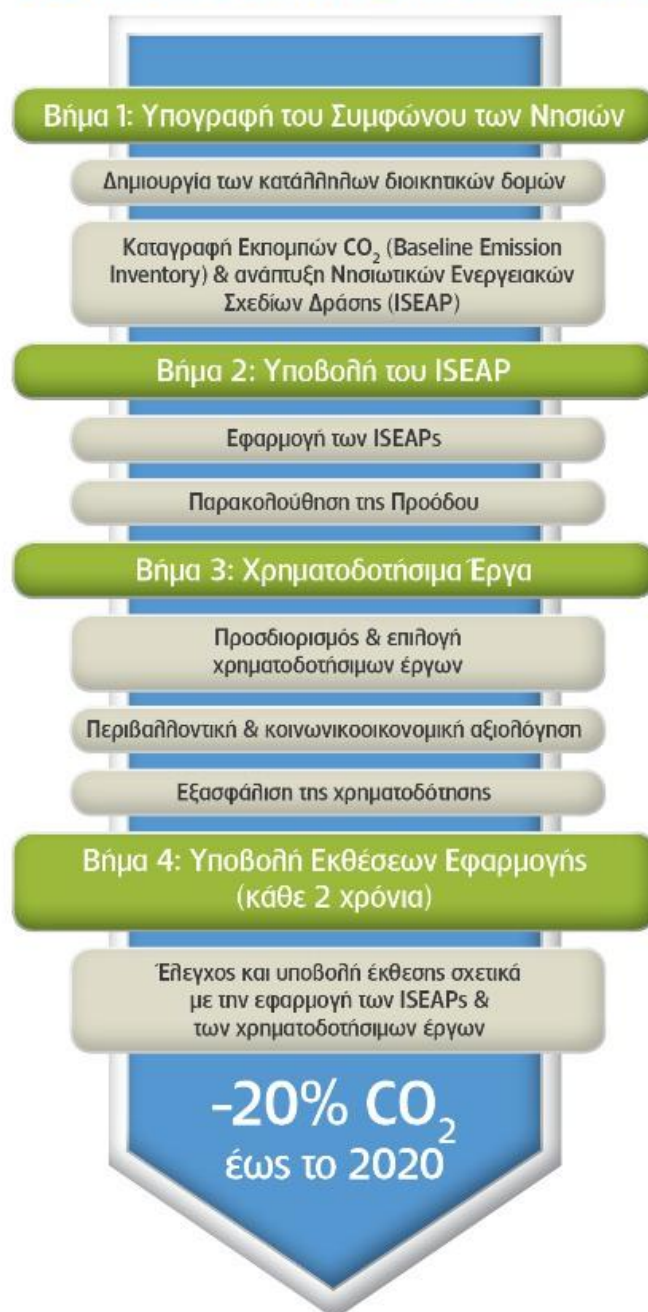 Βήμα 1: Υπογραφή του Συμφώνου των Νησιών
Δημιουργία των κατάλληλων διοικητικών δομών
Καταγραφή Εκπομπών CO₂ (Baseline Emission
Inventory) & ανάπτυξη Νησιωτικών Ενεργειακών
Σχεδίων Δράσης (ISEAP)
Βήμα 2: Υποβολή του ISEAP
Εφαρμογή των ISEAPs
Παρακολούθηση της Προόδου
Βήμα 3: Χρηματοδοτήσιμα Έργα
Προσδιορισμός & επιλογή
χρηματοδοτήσιμων έργων
Περιβαλλοντική & κοινωνικοοικονομική αξιολόγηση
Εξασφάλιση της χρηματοδότησης
Βήμα 4: Υποβολή Εκθέσεων Εφαρμογής
(κάθε 2 χρόνια)
Έλεγχος και υποβολή έκθεσης σχετικά
με την εφαρμογή των ISEAPs &
των χρηματοδοτήσιμων έργων
-20% CO₂
έως το 2020